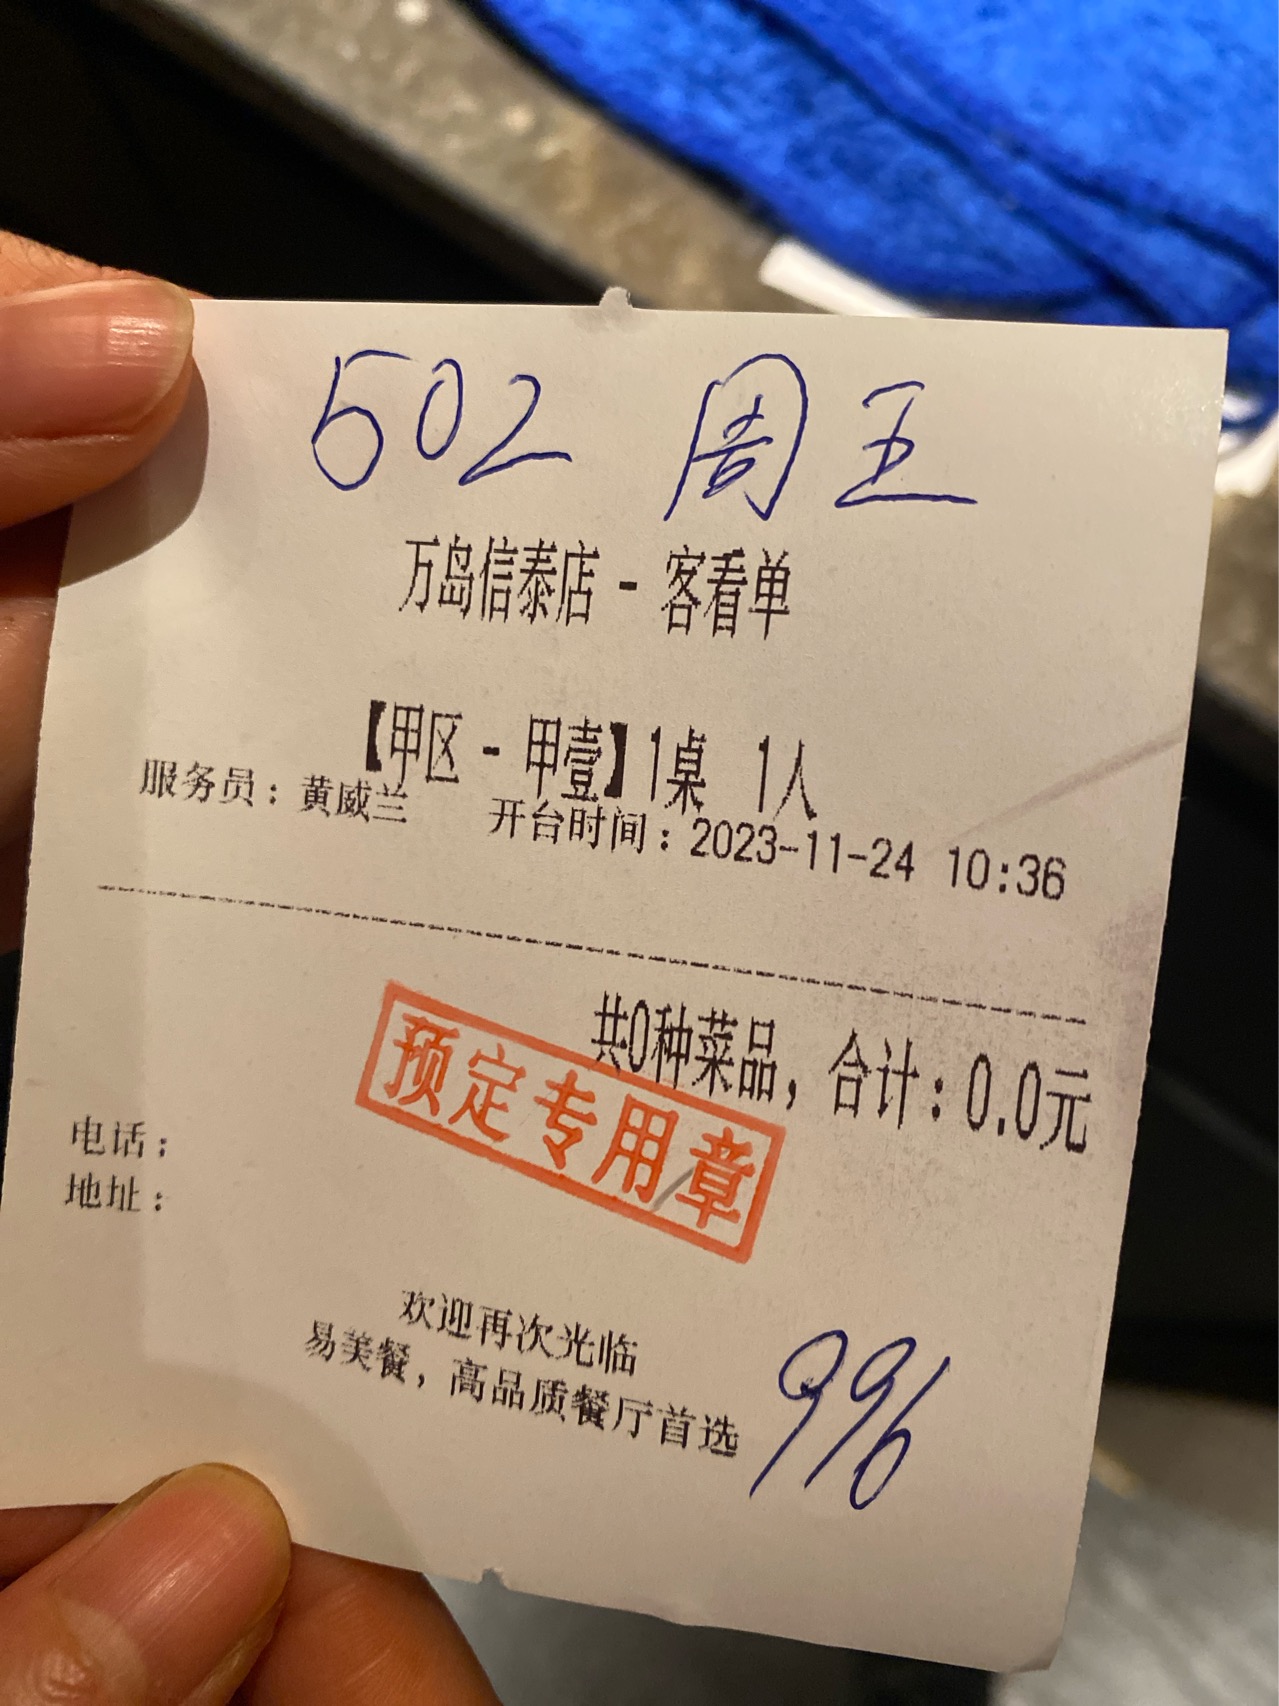 502 周五
万岛信泰店 - 客看单
【甲区 - 甲壹】1桌 1人
服务员：黄威兰 开台时间：2023-11-24 10:36
共0种菜品，合计：0.0元
预定专用章
电话：
地址：
欢迎再次光临
易美餐，高品质餐厅首选
996